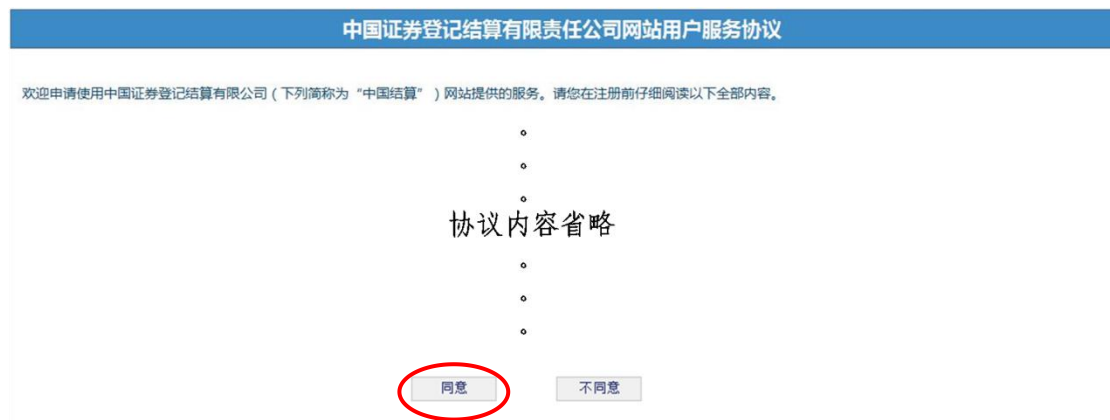 中国证券登记结算有限责任公司网站用户服务协议
欢迎申请使用中国证券登记结算有限公司（下列简称为“中国结算”）网站提供的服务。请您在注册前仔细阅读以下全部内容。
。
。
。
协议内容省略
。
。
。
同意 不同意